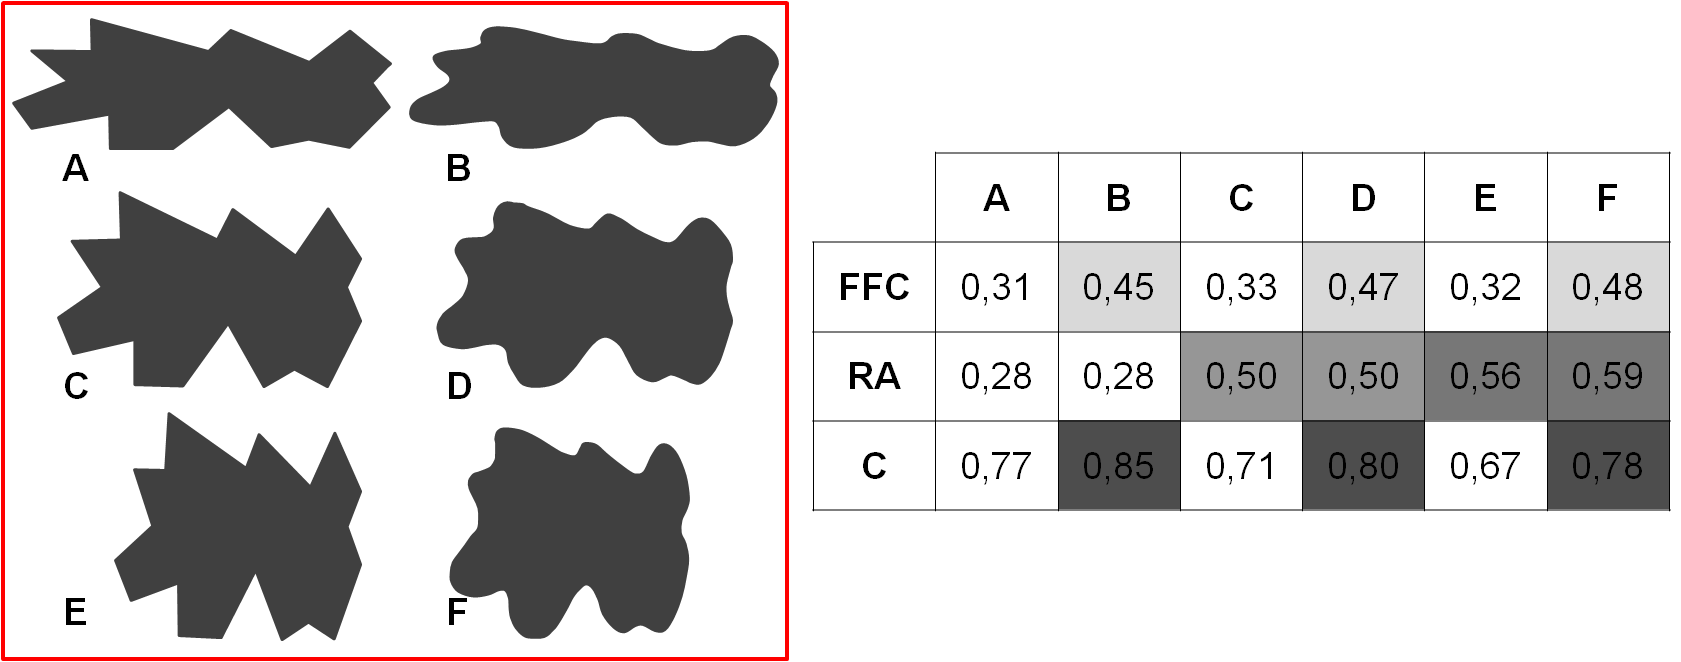 A B
C D
E F
A B C D E F
FFC 0,31 0,45 0,33 0,47 0,32 0,48
RA 0,28 0,28 0,50 0,50 0,56 0,59
C 0,77 0,85 0,71 0,80 0,67 0,78